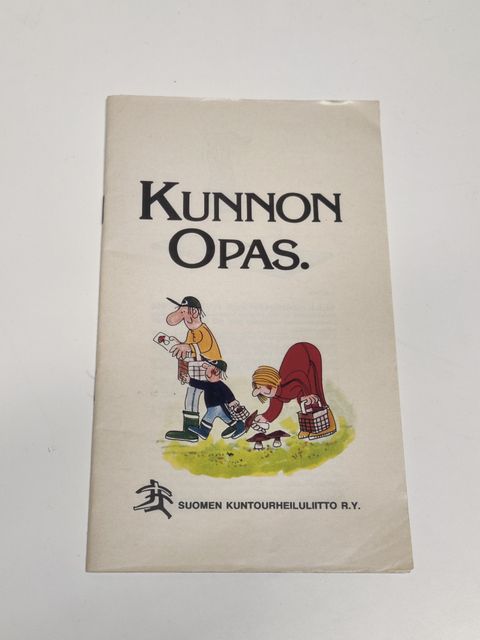 KUNNON
OPAS.
SUOMEN KUNTOURHEILULIITTO R.Y.